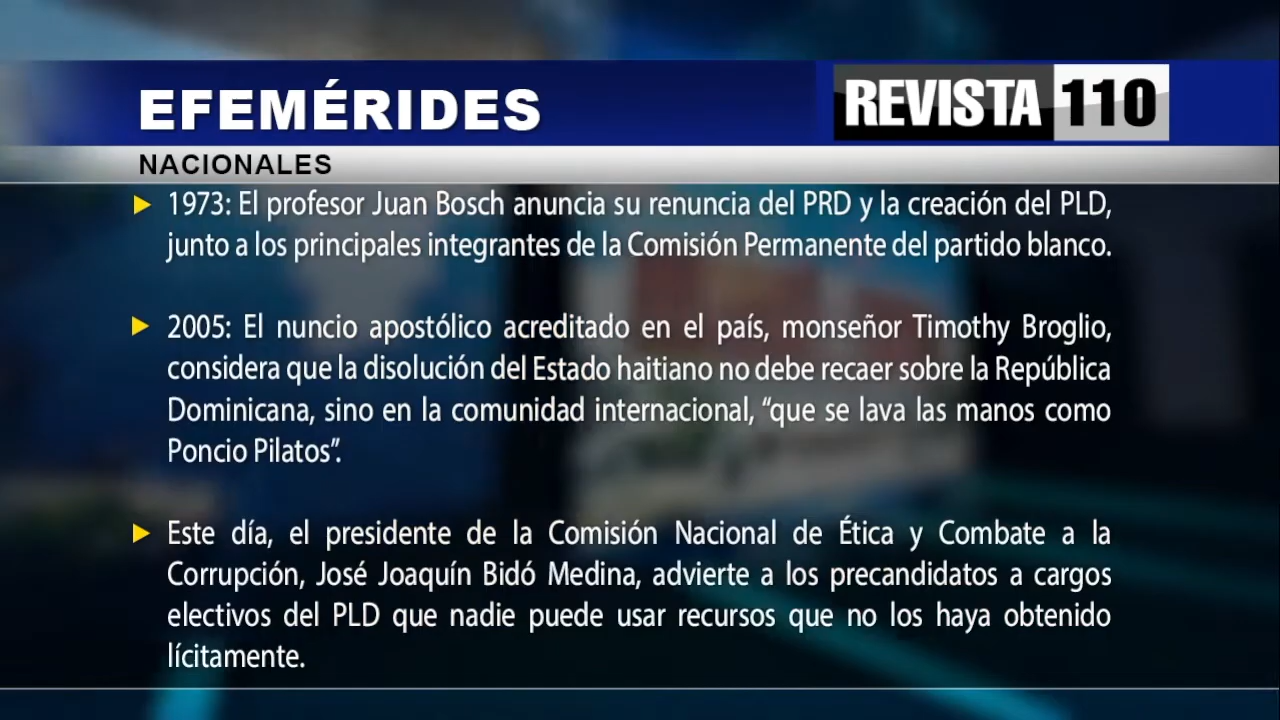 EFEMÉRIDES
REVISTA 110
NACIONALES
1973: El profesor Juan Bosch anuncia su renuncia del PRD y la creación del PLD,
junto a los principales integrantes de la Comisión Permanente del partido blanco.
2005: El nuncio apostólico acreditado en el país, monseñor Timothy Broglio,
considera que la disolución del Estado haitiano no debe recaer sobre la República
Dominicana, sino en la comunidad internacional, “que se lava las manos como
Poncio Pilatos”.
Este día, el presidente de la Comisión Nacional de Ética y Combate a la
Corrupción, José Joaquín Bidó Medina, advierte a los precandidatos a cargos
electivos del PLD que nadie puede usar recursos que no los haya obtenido
lícitamente.